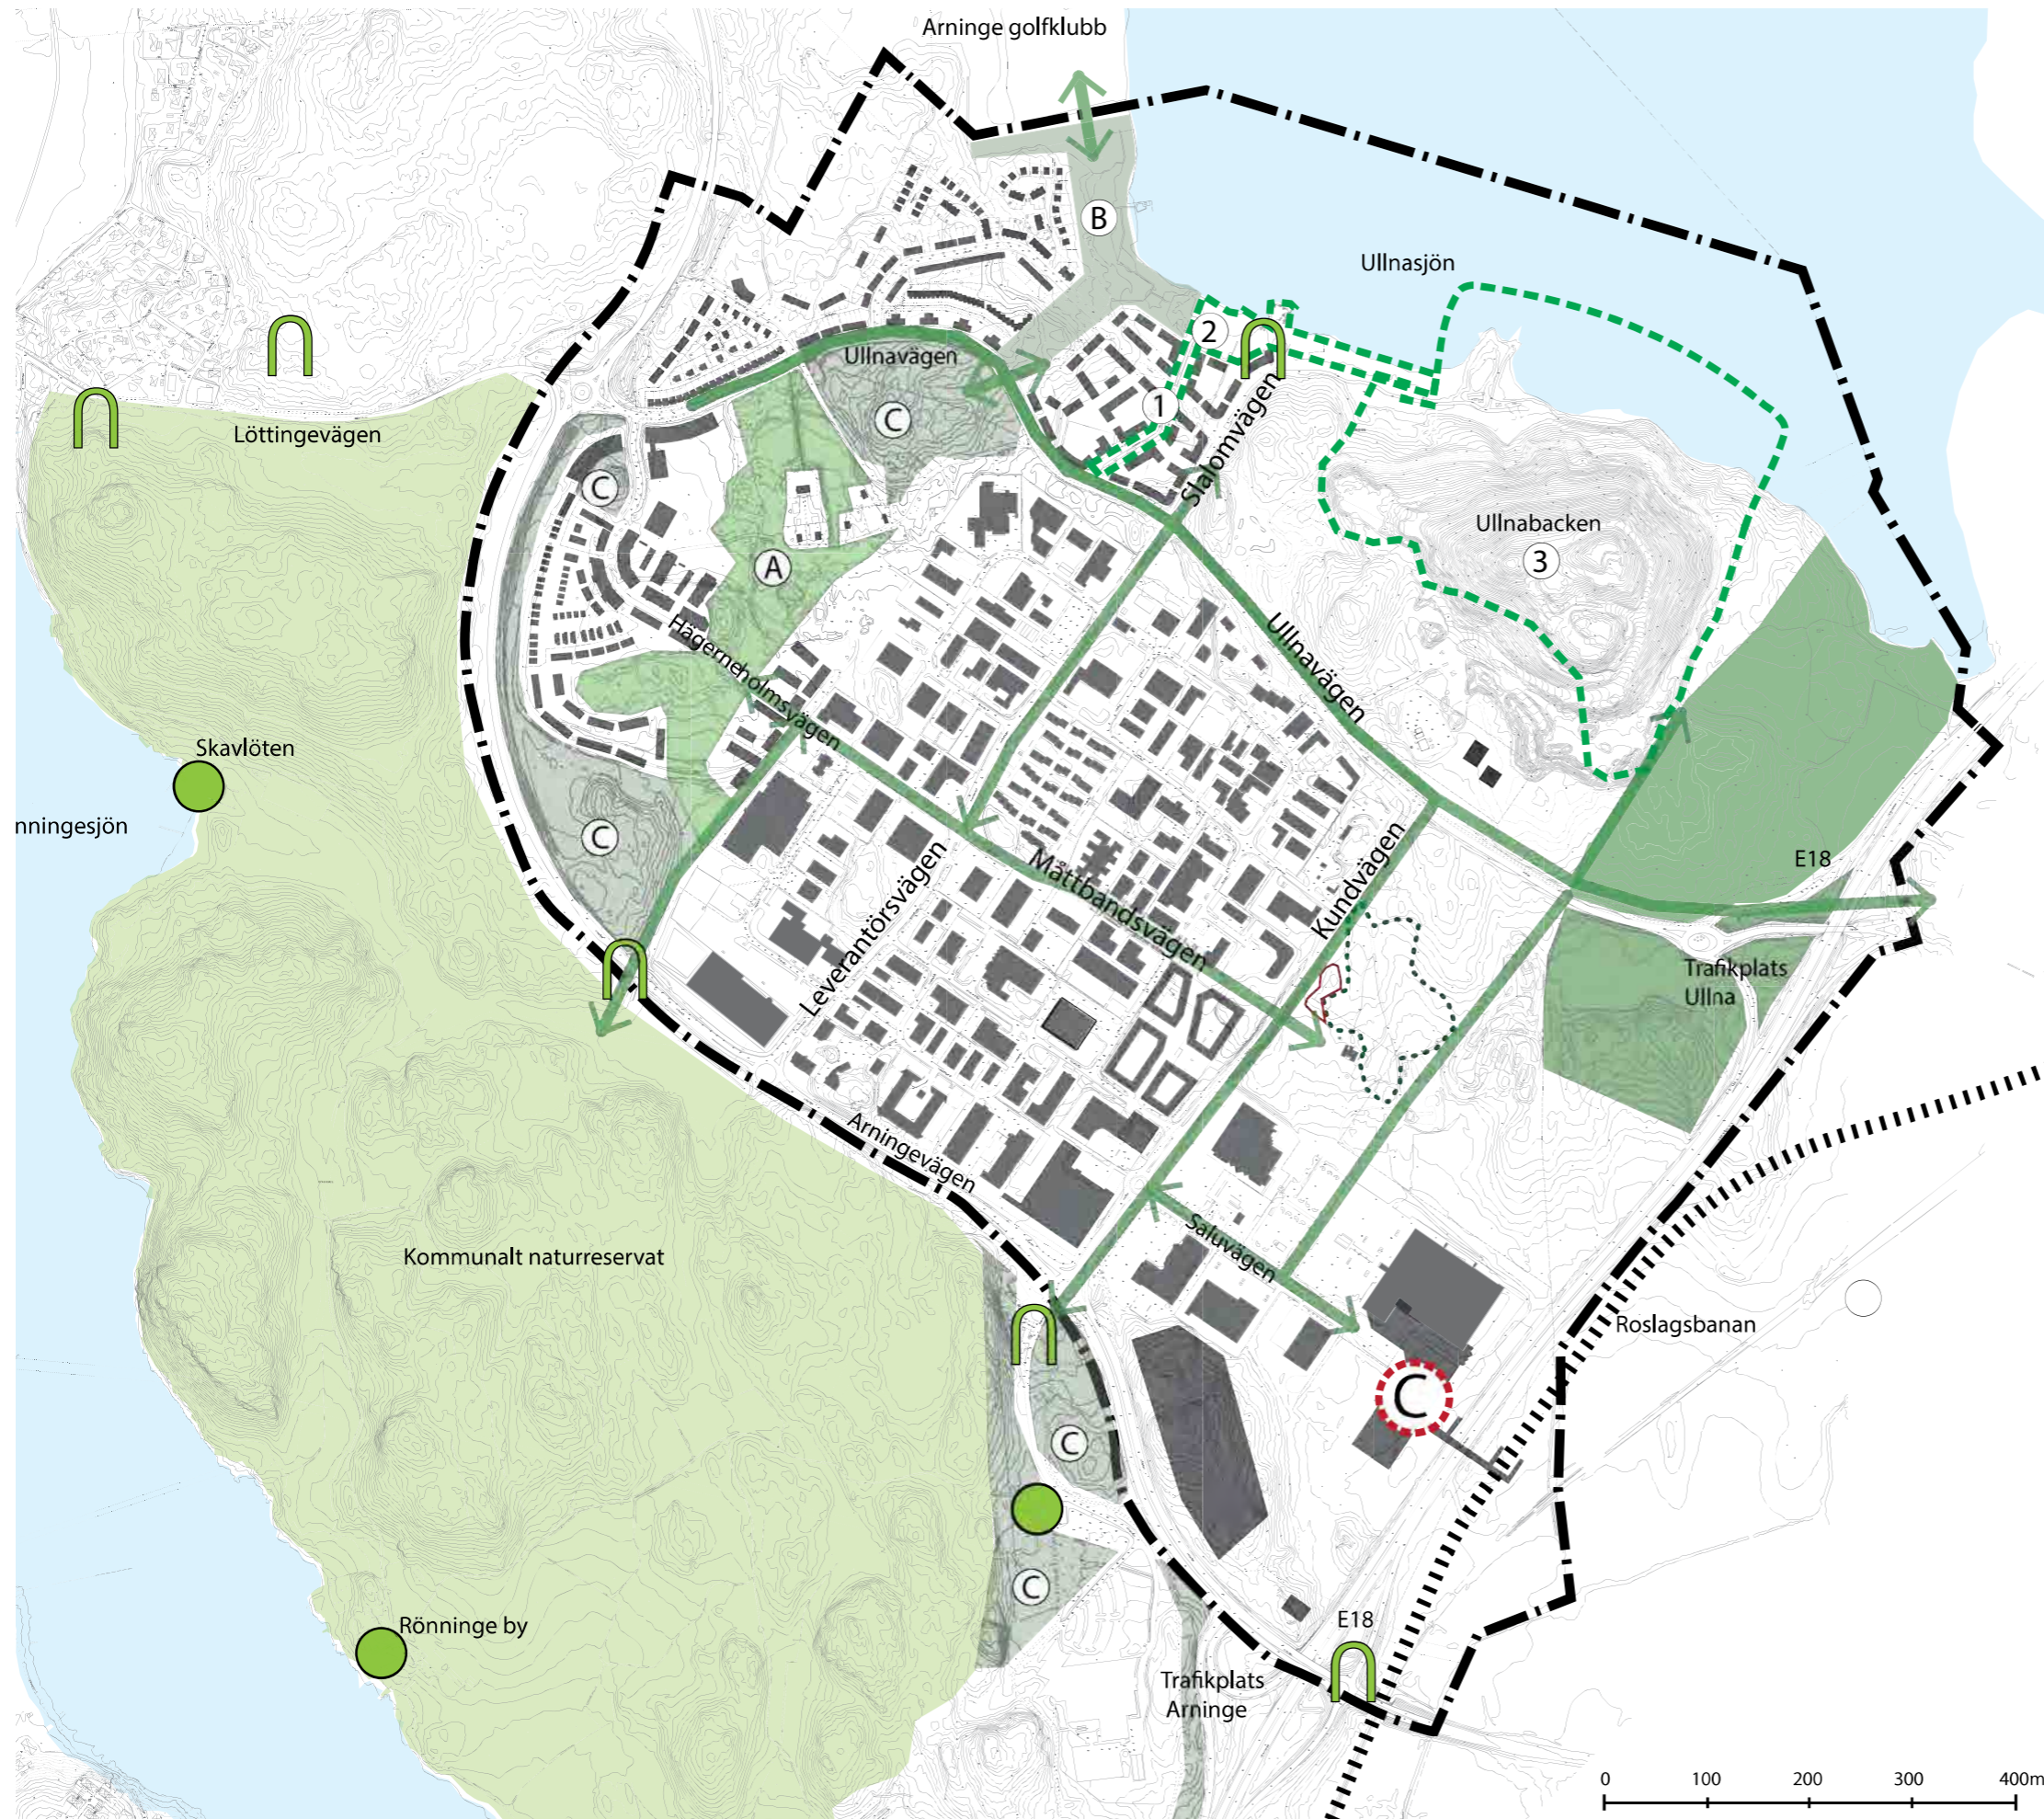 Arninge golfklubb
B
Ullnasjön
2
Ullnavägen
C
1
Löttingevägen
Slalomvägen
C
Ullnabacken
3
A
Hägerneholmsvägen
Ullnavägen
Skavlöten
nningesjön
C
Leverantörsvägen
Måttbandsvägen
Kundvägen
E18
Trafikplats
Ullna
Arningevägen
Saluvägen
Kommunalt naturreservat
Roslagsbanan
C
C
C
Rönninge by
E18
Trafikplats
Arninge
0 100 200 300 400m